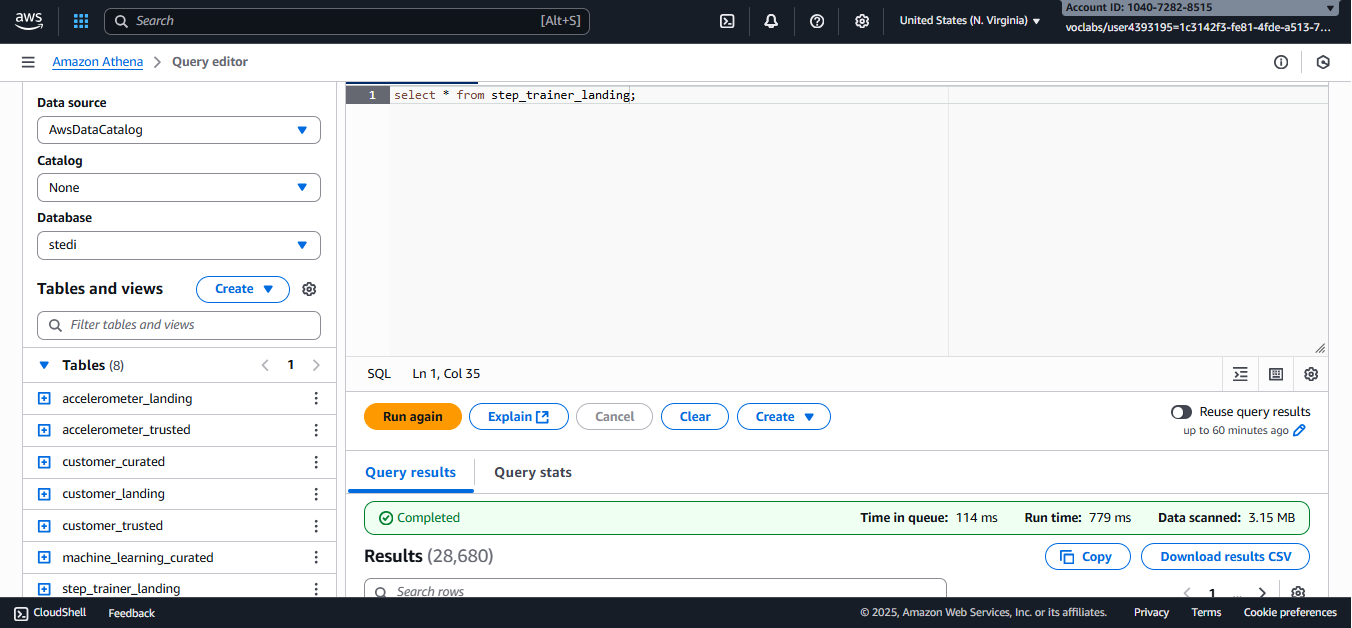 aws
Search [Alt+S]
United States (N. Virginia)
Account ID: 1040-7282-8515
voclabs/user4393195=1c3142f3-fe81-4fde-a513-7...
Amazon Athena > Query editor
Data source
AwsDataCatalog
Catalog
None
Database
stedi
Tables and views
Create
Filter tables and views
Tables (8)
1
accelerometer_landing
accelerometer_trusted
customer_curated
customer_landing
customer_trusted
machine_learning_curated
step_trainer_landing
1 select * from step_trainer_landing;
SQL Ln 1, Col 35
Run again
Explain
Cancel
Clear
Create
Reuse query results
up to 60 minutes ago
Query results
Query stats
Completed
Time in queue: 114 ms
Run time: 779 ms
Data scanned: 3.15 MB
Results (28,680)
Copy
Download results CSV
Search rows
1 ...
CloudShell
Feedback
© 2025, Amazon Web Services, Inc. or its affiliates.
Privacy
Terms
Cookie preferences